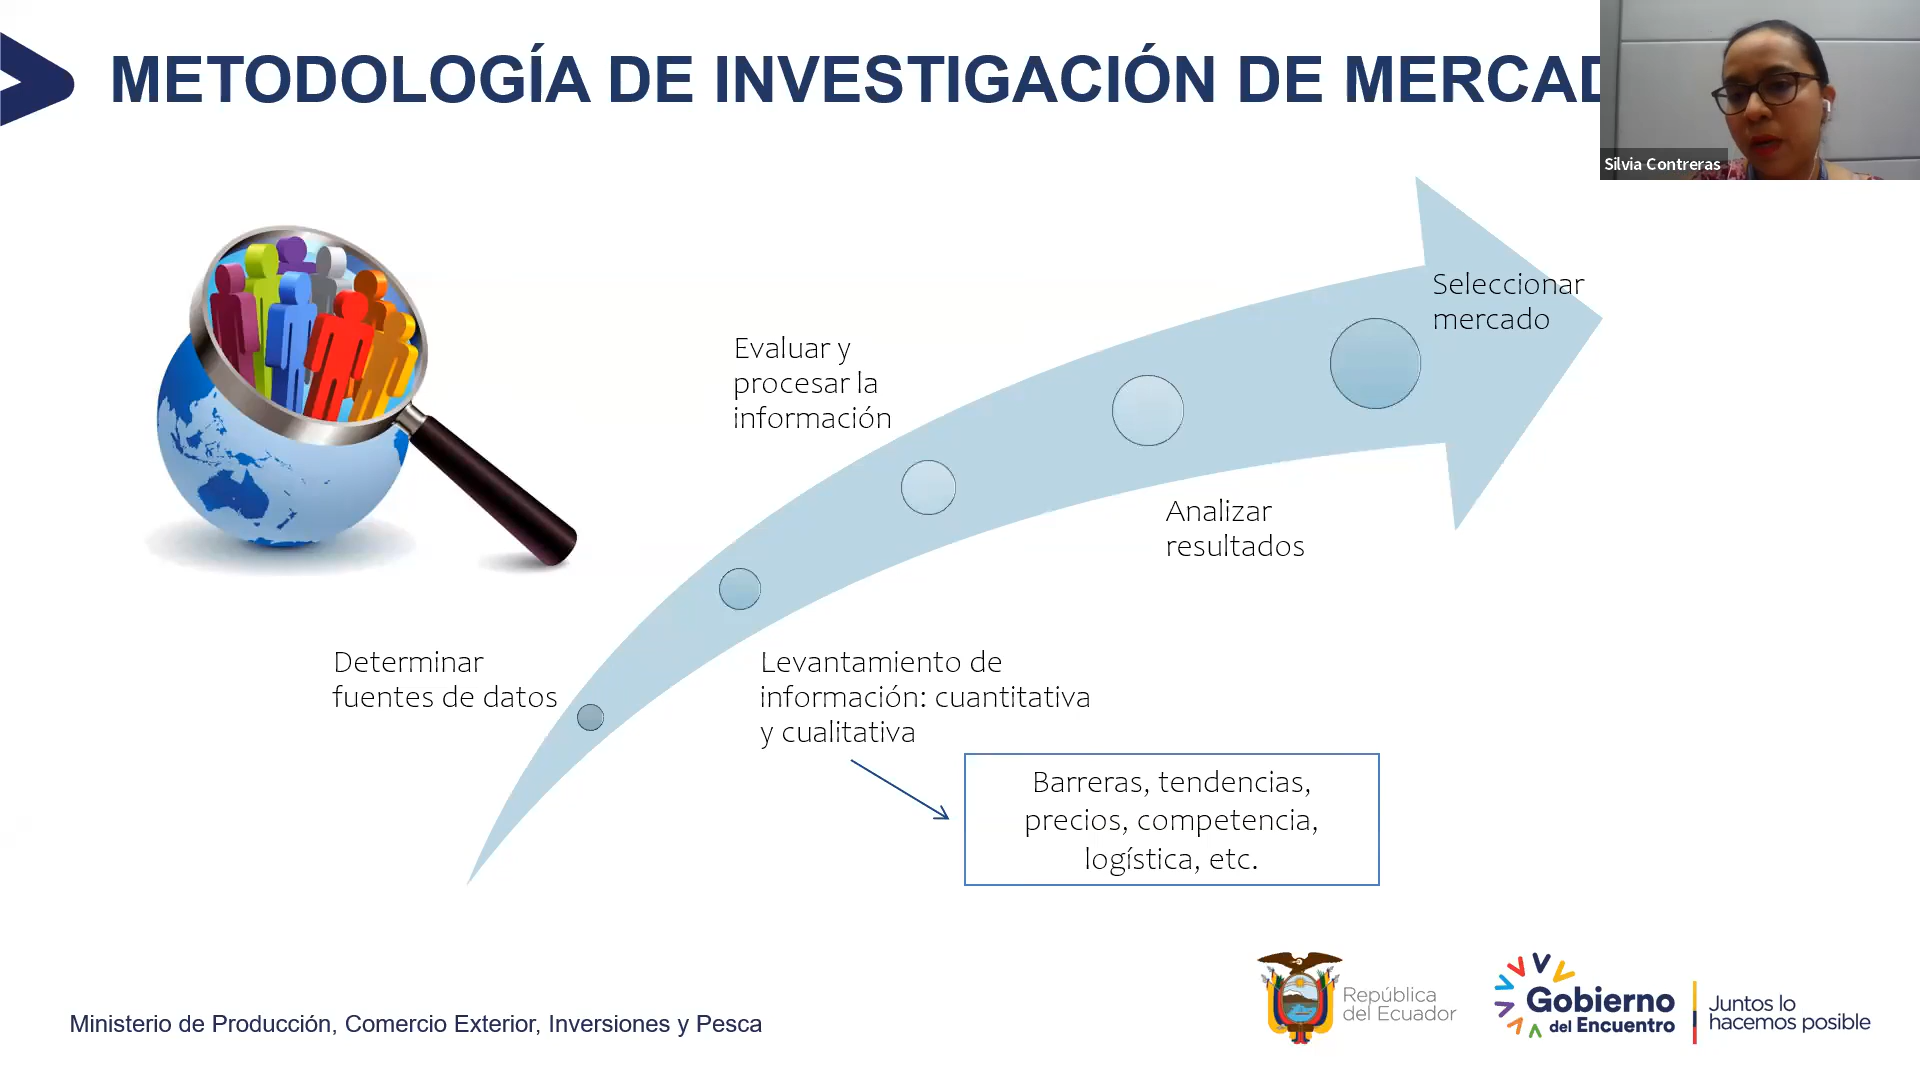 METODOLOGÍA DE INVESTIGACIÓN DE
Silvia Contreras
Seleccionar
mercado
Evaluar y
procesar la
información
Analizar
resultados
Determinar
fuentes de datos
Levantamiento de
información: cuantitativa
y cualitativa
Barreras, tendencias,
precios, competencia,
logística, etc.
Ministerio de Producción, Comercio Exterior, Inversiones y Pesca
República
del Ecuador
Gobierno
del Encuentro
Juntos lo
hacemos posible